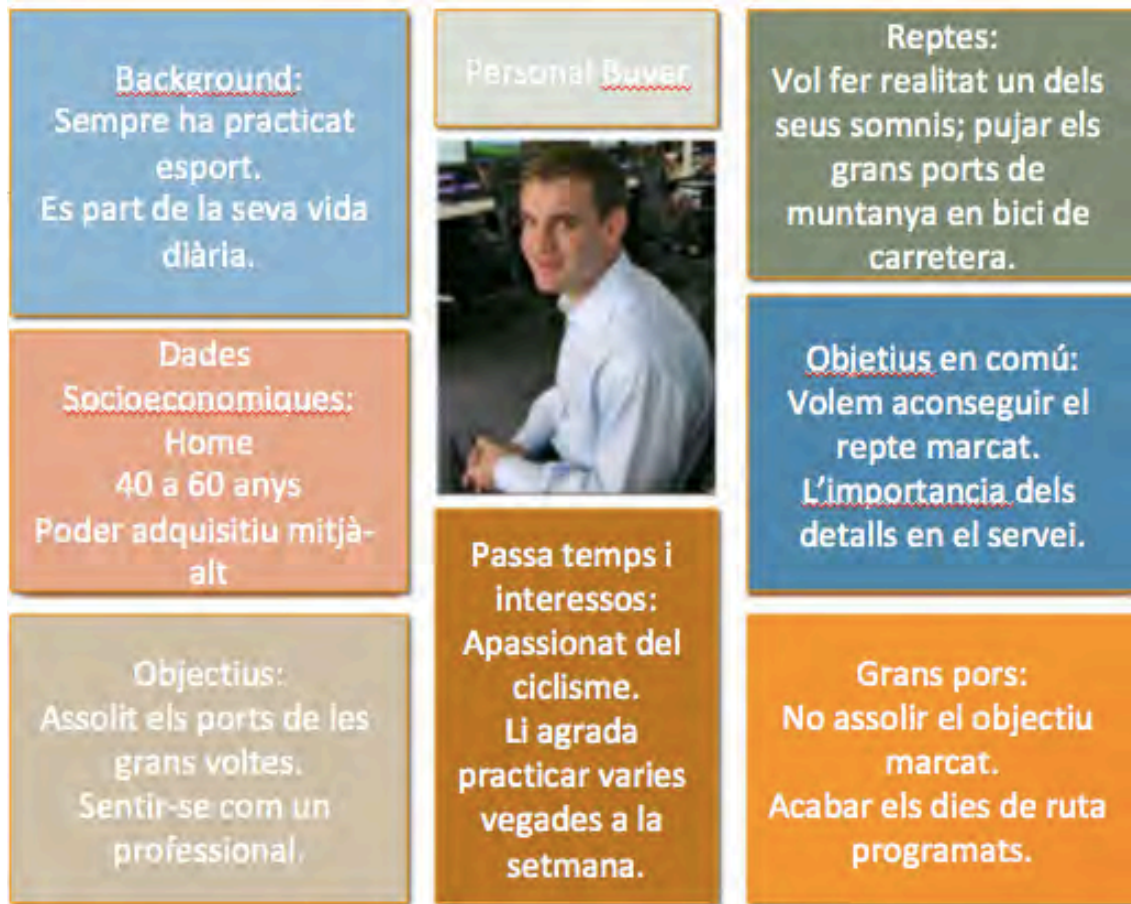 Background:
Sempre ha practicat
esport.
Es part de la seva vida
diària.
Dades
Socioeconomiques:
Home
40 a 60 anys
Poder adquisitiu mitjà-
alt
Objectius:
Assolit els ports de les
grans voltes.
Sentir-se com un
professional.
Personal Buyer
Passa temps i
interessos:
Apassionat del
ciclisme.
Li agrada
practicar varies
vegades a la
setmana.
Reptes:
Vol fer realitat un dels
seus somnis; pujar els
grans ports de
muntanya en bici de
carretera.
Objetius en comú:
Volem aconseguir el
repte marcat.
L'importancia dels
detalls en el servei.
Grans pors:
No assolir el objectiu
marcat.
Acabar els dies de ruta
programats.